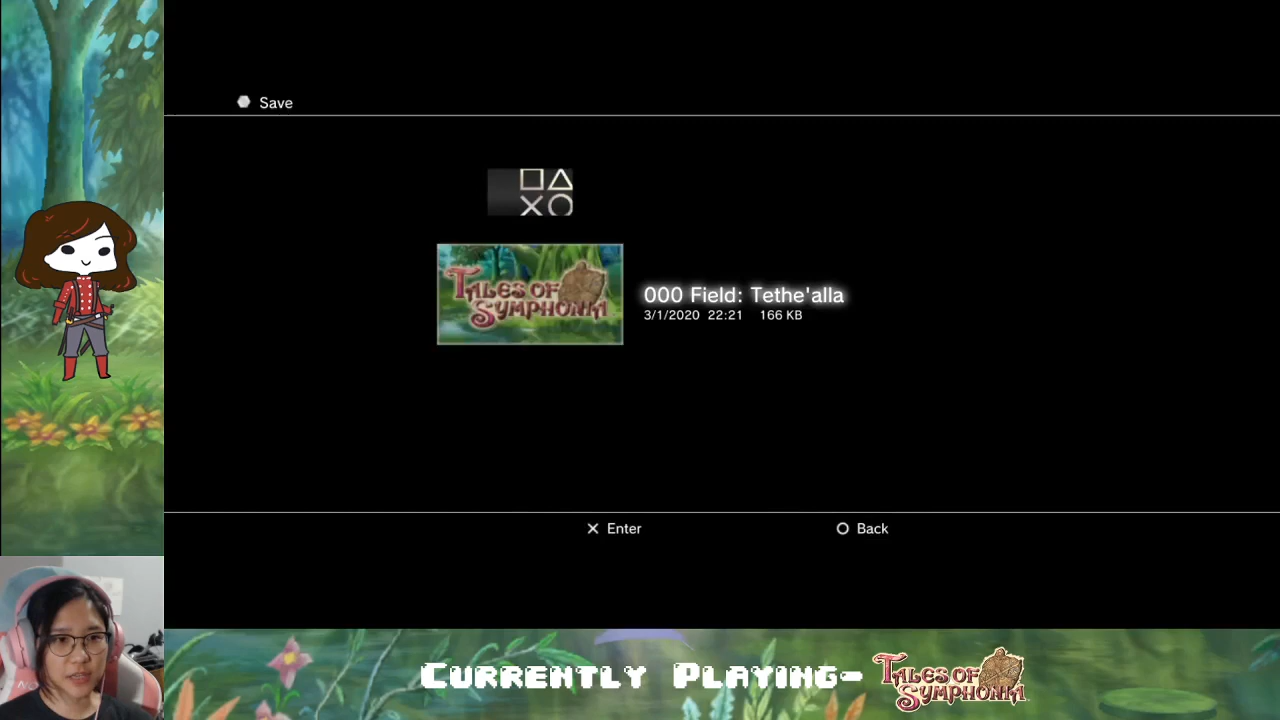 Save
TALES OF
SYMPHONIA
000 Field: Tethe'alla
3/1/2020 22:21 166 KB
Enter
Back
CURRENTLY PLAYING-
TALES OF
SYMPHONIA